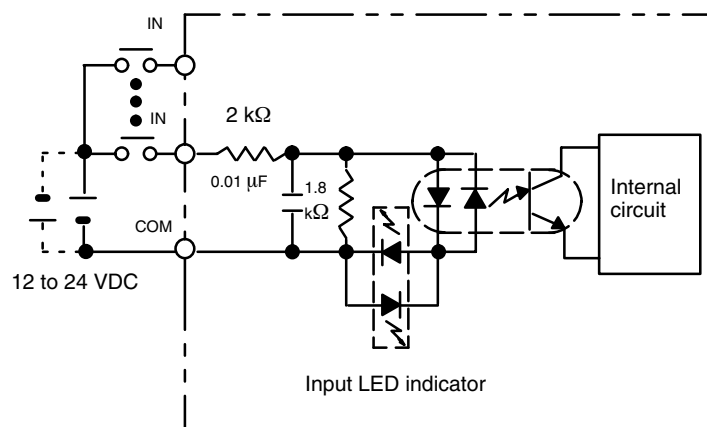 IN
IN
2 kΩ
0.01 μF
1.8
kΩ
Internal
circuit
COM
12 to 24 VDC
Input LED indicator